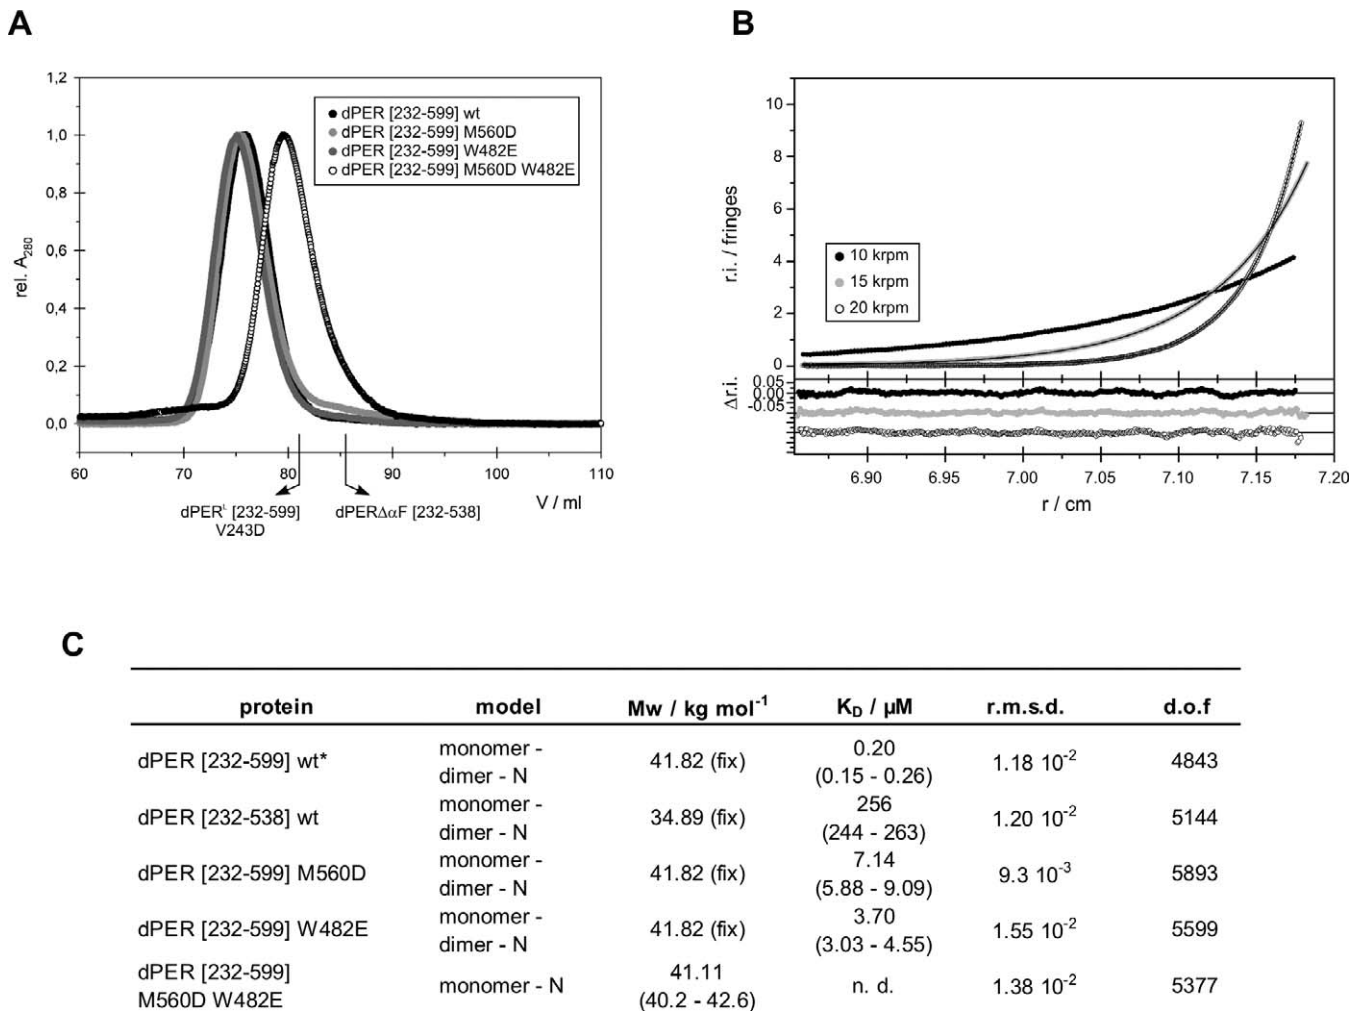 A
B
1,2
1,0
0,8
0,6
0,4
0,2
0,0
rel. A280
dPER [232-599] wt
dPER [232-599] M560D
dPER [232-599] W482E
dPER [232-599] M560D W482E
60 70 80 90 100 110
V / ml
dPERL [232-599]
V243D
dPERΔαF [232-538]
10
8
6
4
2
0
r.i. / fringes
10 krpm
15 krpm
20 krpm
0.05
0.00
-0.05
Δr.i.
6.90 6.95 7.00 7.05 7.10 7.15 7.20
r / cm
C
protein model Mw / kg mol-1 KD / µM r.m.s.d. d.o.f
dPER [232-599] wt* monomer - dimer - N 41.82 (fix) 0.20 (0.15 - 0.26) 1.18 10-2 4843
dPER [232-538] wt monomer - dimer - N 34.89 (fix) 256 (244 - 263) 1.20 10-2 5144
dPER [232-599] M560D monomer - dimer - N 41.82 (fix) 7.14 (5.88 - 9.09) 9.3 10-3 5893
dPER [232-599] W482E monomer - dimer - N 41.82 (fix) 3.70 (3.03 - 4.55) 1.55 10-2 5599
dPER [232-599] M560D W482E monomer - N 41.11 (40.2 - 42.6) n. d. 1.38 10-2 5377